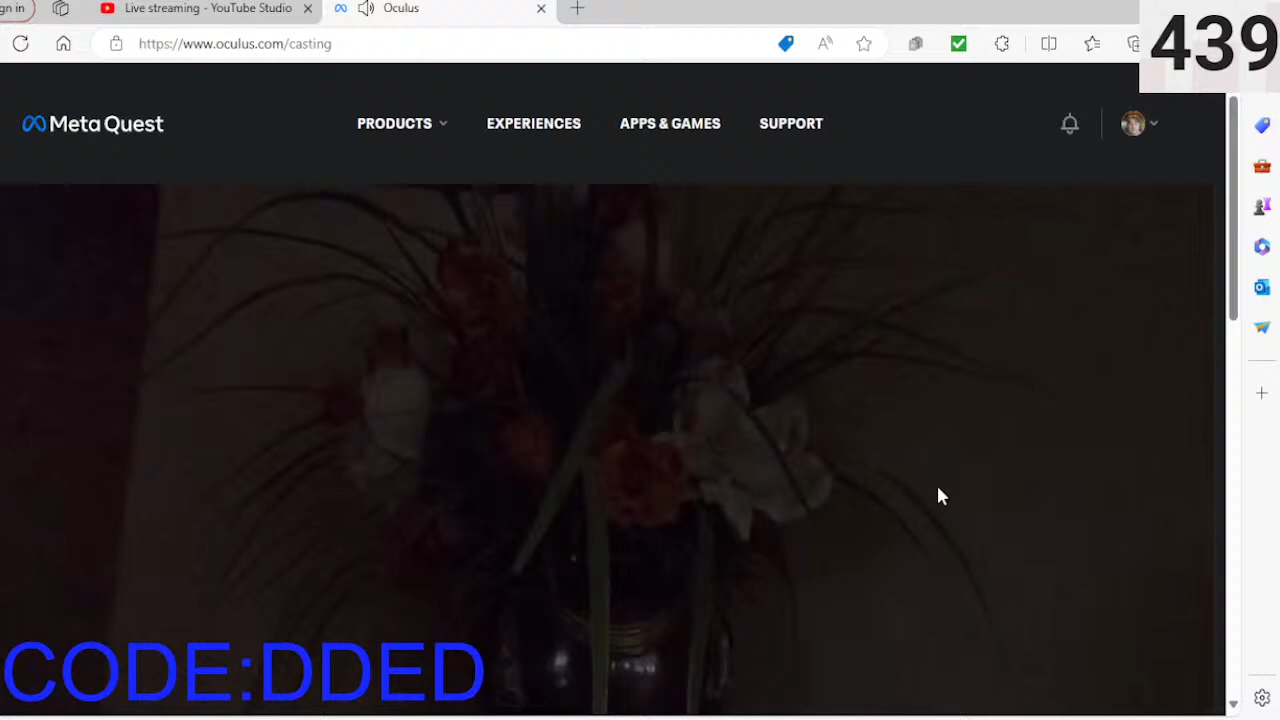 gn in
Live streaming - YouTube Studio
Oculus
439
https://www.oculus.com/casting
Meta Quest
PRODUCTS
EXPERIENCES
APPS & GAMES
SUPPORT
CODE:DDED